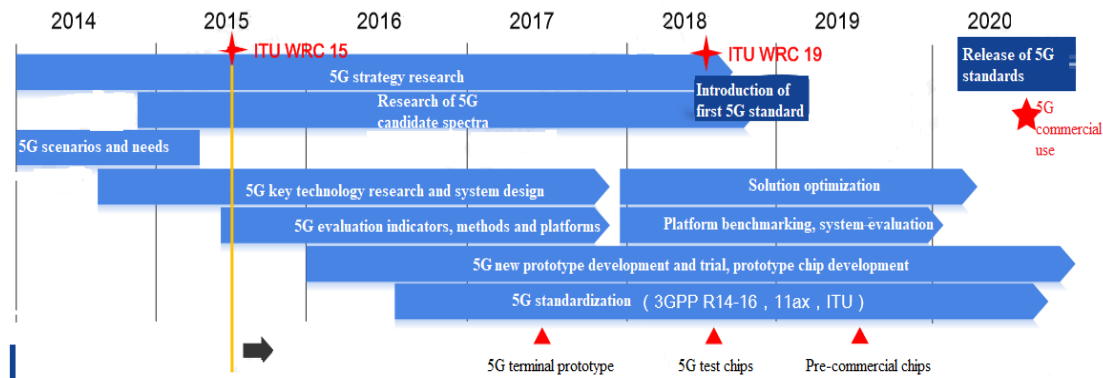 2014 2015 2016 2017 2018 2019 2020
ITU WRC 15
ITU WRC 19
5G strategy research
Release of 5G
standards
Introduction of
first 5G standard
Research of 5G
candidate spectra
5G
commercial
use
5G scenarios and needs
5G key technology research and system design
Solution optimization
5G evaluation indicators, methods and platforms
Platform benchmarking, system evaluation
5G new prototype development and trial, prototype chip development
5G standardization （3GPP R14-16，11ax，ITU）
5G terminal prototype
5G test chips
Pre-commercial chips